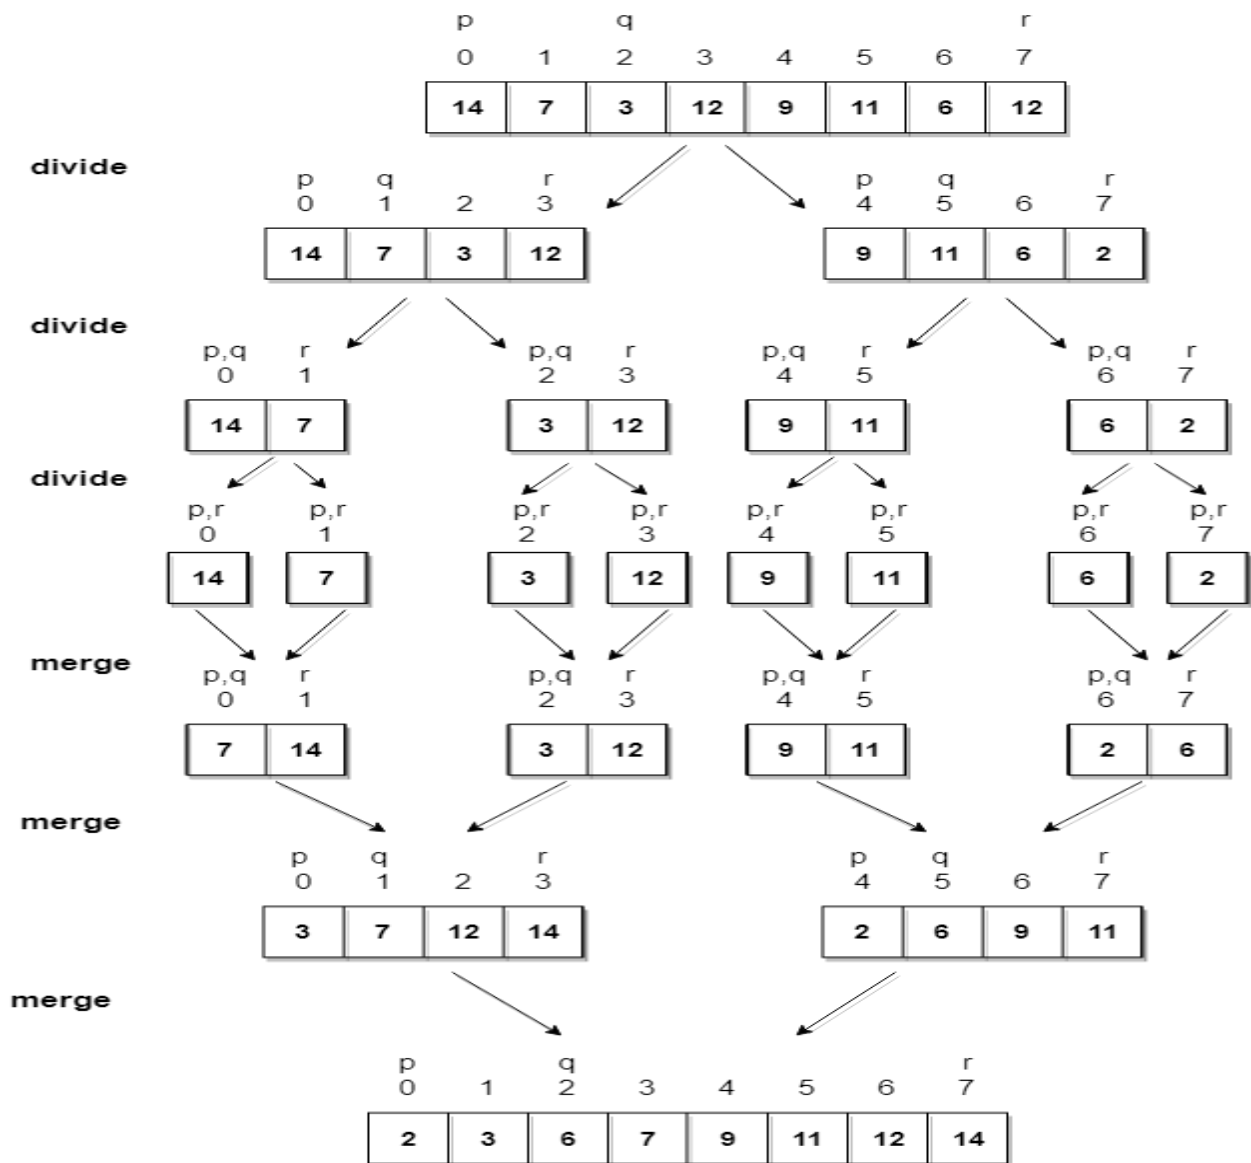 p q r
0 1 2 3 4 5 6 7
14 7 3 12 9 11 6 12
divide
p q r p q r
0 1 2 3 4 5 6 7
14 7 3 12 9 11 6 2
divide
p,q r p,q r p,q r p,q r
0 1 2 3 4 5 6 7
14 7 3 12 9 11 6 2
divide
p,r p,r p,r p,r p,r p,r p,r p,r
0 1 2 3 4 5 6 7
14 7 3 12 9 11 6 2
merge
p,q r p,q r p,q r p,q r
0 1 2 3 4 5 6 7
7 14 3 12 9 11 2 6
merge
p q r p q r
0 1 2 3 4 5 6 7
3 7 12 14 2 6 9 11
merge
p q r
0 1 2 3 4 5 6 7
2 3 6 7 9 11 12 14